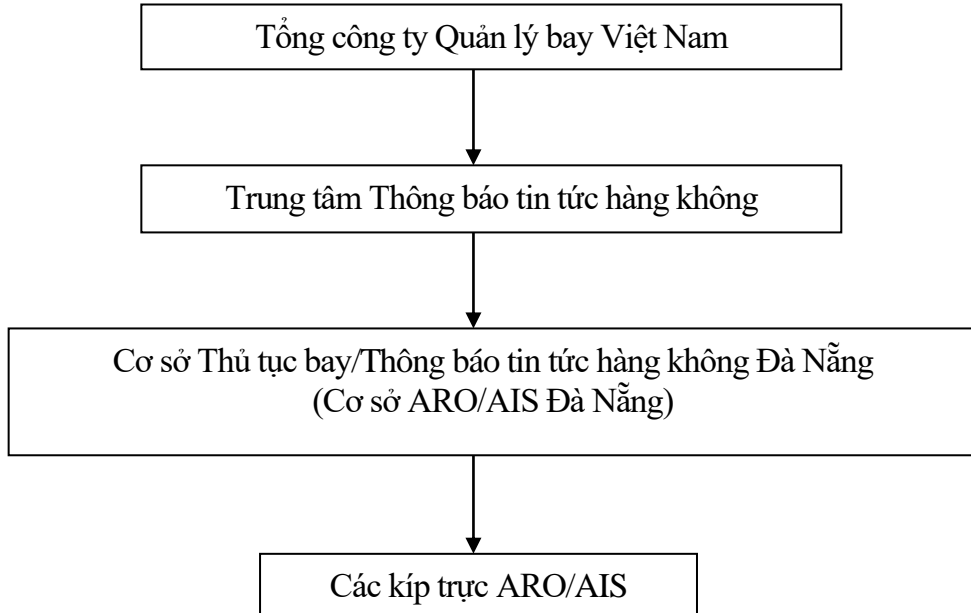 Tổng công ty Quản lý bay Việt Nam
Trung tâm Thông báo tin tức hàng không
Cơ sở Thủ tục bay/Thông báo tin tức hàng không Đà Nẵng
(Cơ sở ARO/AIS Đà Nẵng)
Các kíp trực ARO/AIS